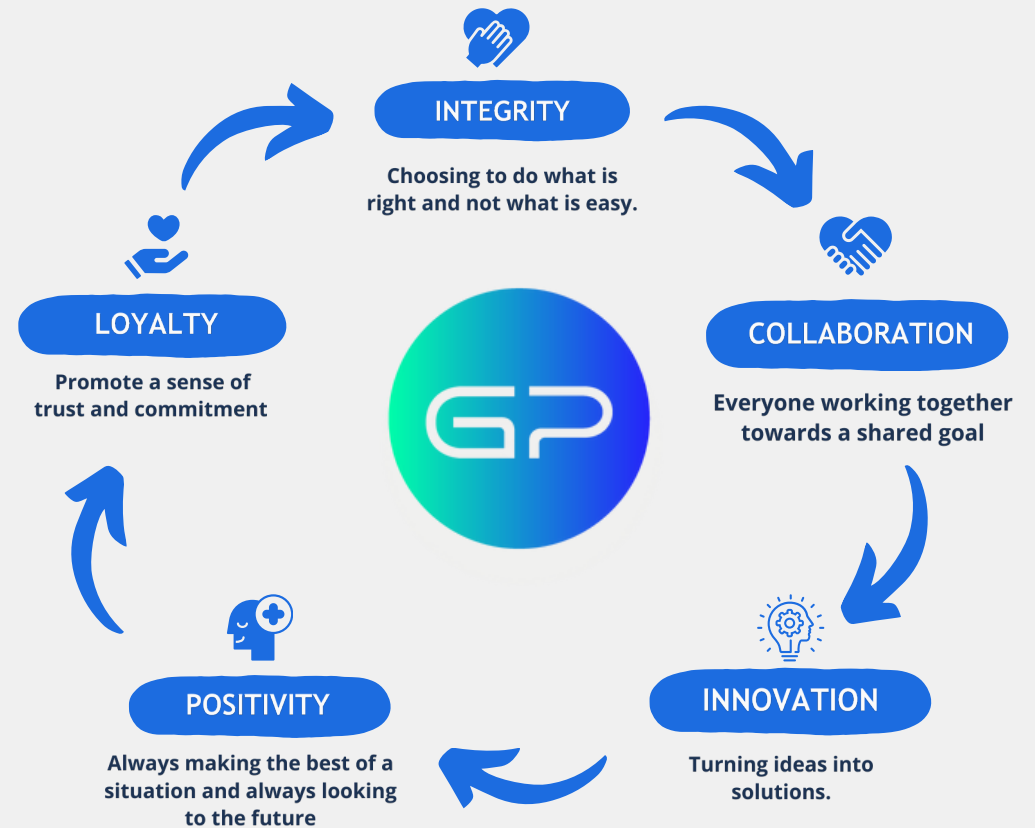 INTEGRITY
Choosing to do what is
right and not what is easy.
COLLABORATION
Everyone working together
towards a shared goal
INNOVATION
Turning ideas into
solutions.
POSITIVITY
Always making the best of a
situation and always looking
to the future
LOYALTY
Promote a sense of
trust and commitment
GP